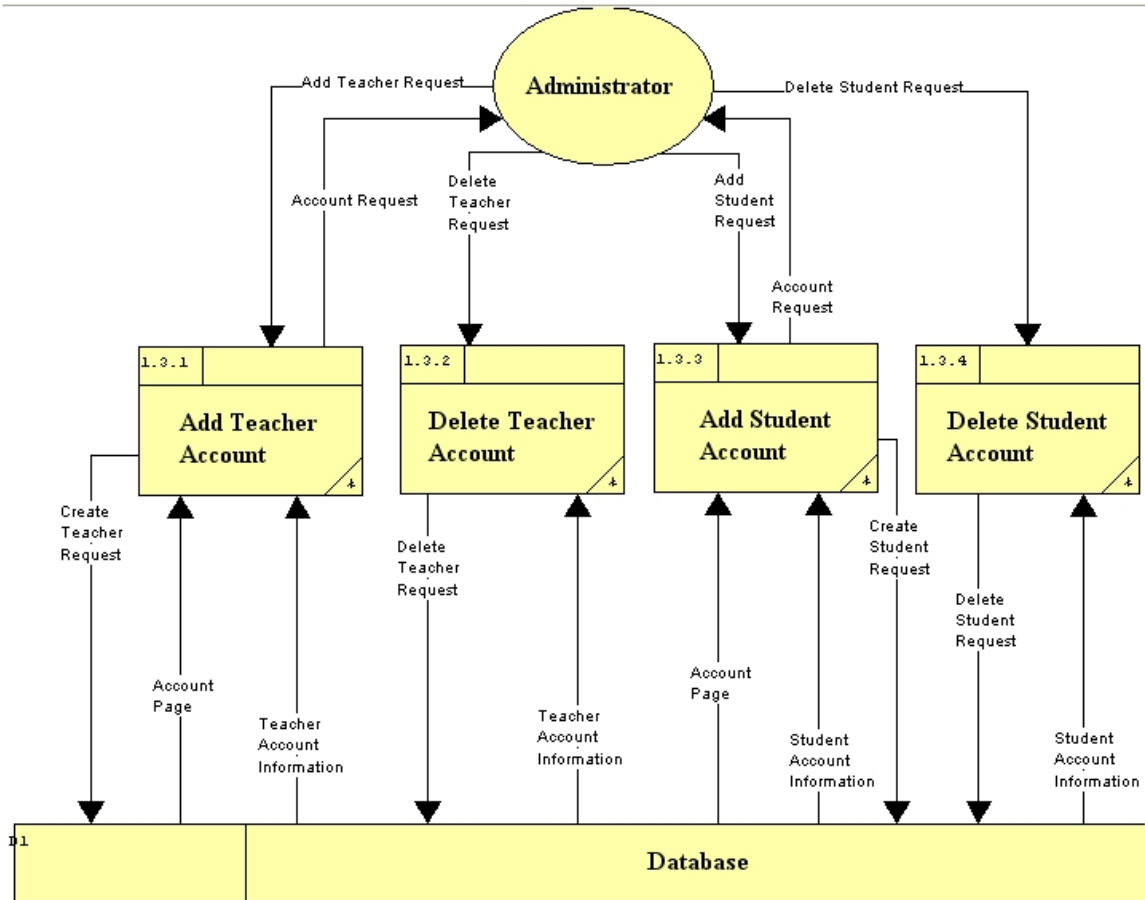 Administrator
Add Teacher Request
Delete Student Request
Account Request
Delete
Teacher
Request
Add
Student
Request
Account
Request
1.3.1
Add Teacher
Account
1.3.2
Delete Teacher
Account
1.3.3
Add Student
Account
1.3.4
Delete Student
Account
Create
Teacher
Request
Account
Page
Teacher
Account
Information
Delete
Teacher
Request
Teacher
Account
Information
Account
Page
Student
Account
Information
Create
Student
Request
Delete
Student
Request
Student
Account
Information
D1
Database